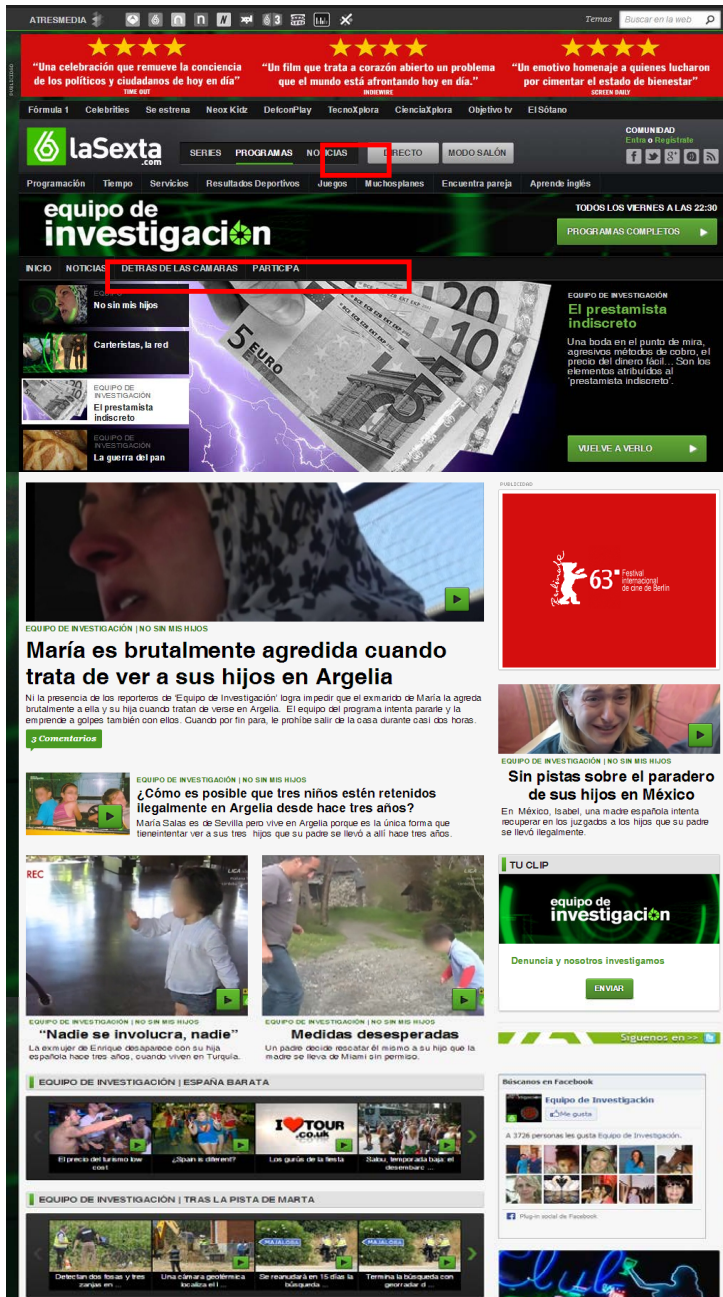 ATRESMEDIA
Temas
Buscar en la web
PUBLICIDAD
“Una celebración que remueve la conciencia
de los políticos y ciudadanos de hoy en día”
TIME OUT
“Un film que trata a corazón abierto un problema
que el mundo está afrontando hoy en día.”
INDIEWIRE
“Un emotivo homenaje a quienes lucharon
por cimentar el estado de bienestar”
SCREEN DAILY
Fórmula 1 Celebrities Se estrena Neox Kidz DefconPlay TecnoXplora CienciaXplora Objetivo tv El Sótano
laSexta
.com
SERIES PROGRAMAS NOTICIAS DIRECTO MODO SALÓN
COMUNIDAD
Entra o Regístrate
Programación Tiempo Servicios Resultados Deportivos Juegos Muchosplanes Encuentra pareja Aprende inglés
equipo de
investigación
TODOS LOS VIERNES A LAS 22:30
PROGRAMAS COMPLETOS
INICIO NOTICIAS DETRAS DE LAS CÁMARAS PARTICIPA
No sin mis hijos
Carteristas, la red
EQUIPO DE
INVESTIGACIÓN
El prestamista
indiscreto
EQUIPO DE
INVESTIGACIÓN
La guerra del pan
5 EURO
EQUIPO DE INVESTIGACIÓN
El prestamista
indiscreto
Una boda en el punto de mira,
agresivos métodos de cobro, el
precio del dinero fácil... Son los
elementos atribuídos al
'prestamista indiscreto'.
VUELVE A VERLO
EQUIPO DE INVESTIGACIÓN | NO SIN MIS HIJOS
María es brutalmente agredida cuando
trata de ver a sus hijos en Argelia
Ni la presencia de los reporteros de 'Equipo de Investigación' logra impedir que el exmarido de María la agreda
brutalmente a ella y su hija cuando tratan de verse en Argelia. El equipo del programa intenta pararle y la
emprende a golpes también con ellos. Cuando por fin para, le prohíbe salir de la casa durante casi dos horas.
3 Comentarios
EQUIPO DE INVESTIGACIÓN | NO SIN MIS HIJOS
¿Cómo es posible que tres niños estén retenidos
ilegalmente en Argelia desde hace tres años?
María Salas es de Sevilla pero vive en Argelia porque es la única forma que
tieneintentar ver a sus tres hijos que su padre se llevó a allí hace tres años.
REC
EQUIPO DE INVESTIGACIÓN | NO SIN MIS HIJOS
“Nadie se involucra, nadie”
La exmujer de Enrique desaparece con su hija
española hace tres años, cuando viven en Turquía.
EQUIPO DE INVESTIGACIÓN | NO SIN MIS HIJOS
Medidas desesperadas
Un padre decide rescatar él mismo a su hijo que la
madre se lleva de Miami sin permiso.
EQUIPO DE INVESTIGACIÓN | ESPAÑA BARATA
I TOUR
.co.uk
El precio del turismo low
cost
¿Spain is diferent?
Los gurús de la fiesta
Salou, temporada baja: el
desembarc ...
EQUIPO DE INVESTIGACIÓN | TRAS LA PISTA DE MARTA
MAJALOBA
MAJALOBA
Detectan dos fosas y tres
zanjas en ...
Una cámara geotérmica
localiza el l ...
Se reanudará en 15 días la
búsqueda ...
Termina la búsqueda con
georradar d ...
PUBLICIDAD
Berlinale
63
Festival
internacional
de cine de Berlin
EQUIPO DE INVESTIGACIÓN | NO SIN MIS HIJOS
Sin pistas sobre el paradero
de sus hijos en México
En México, Isabel, una madre española intenta
recuperar en los juzgados a los hijos que su padre
se llevó ilegalmente.
TU CLIP
equipo de
investigación
Denuncia y nosotros investigamos
ENVIAR
Síguenos en >>
Búscanos en Facebook
Equipo de Investigación
Me gusta
A 3726 personas les gusta Equipo de Investigación.
Plug-in social de Facebook
Club